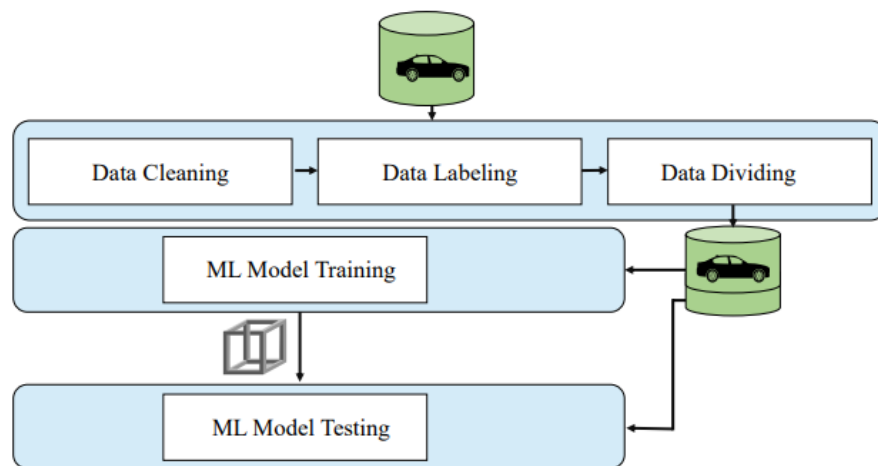 Data Cleaning
Data Labeling
Data Dividing
ML Model Training
ML Model Testing